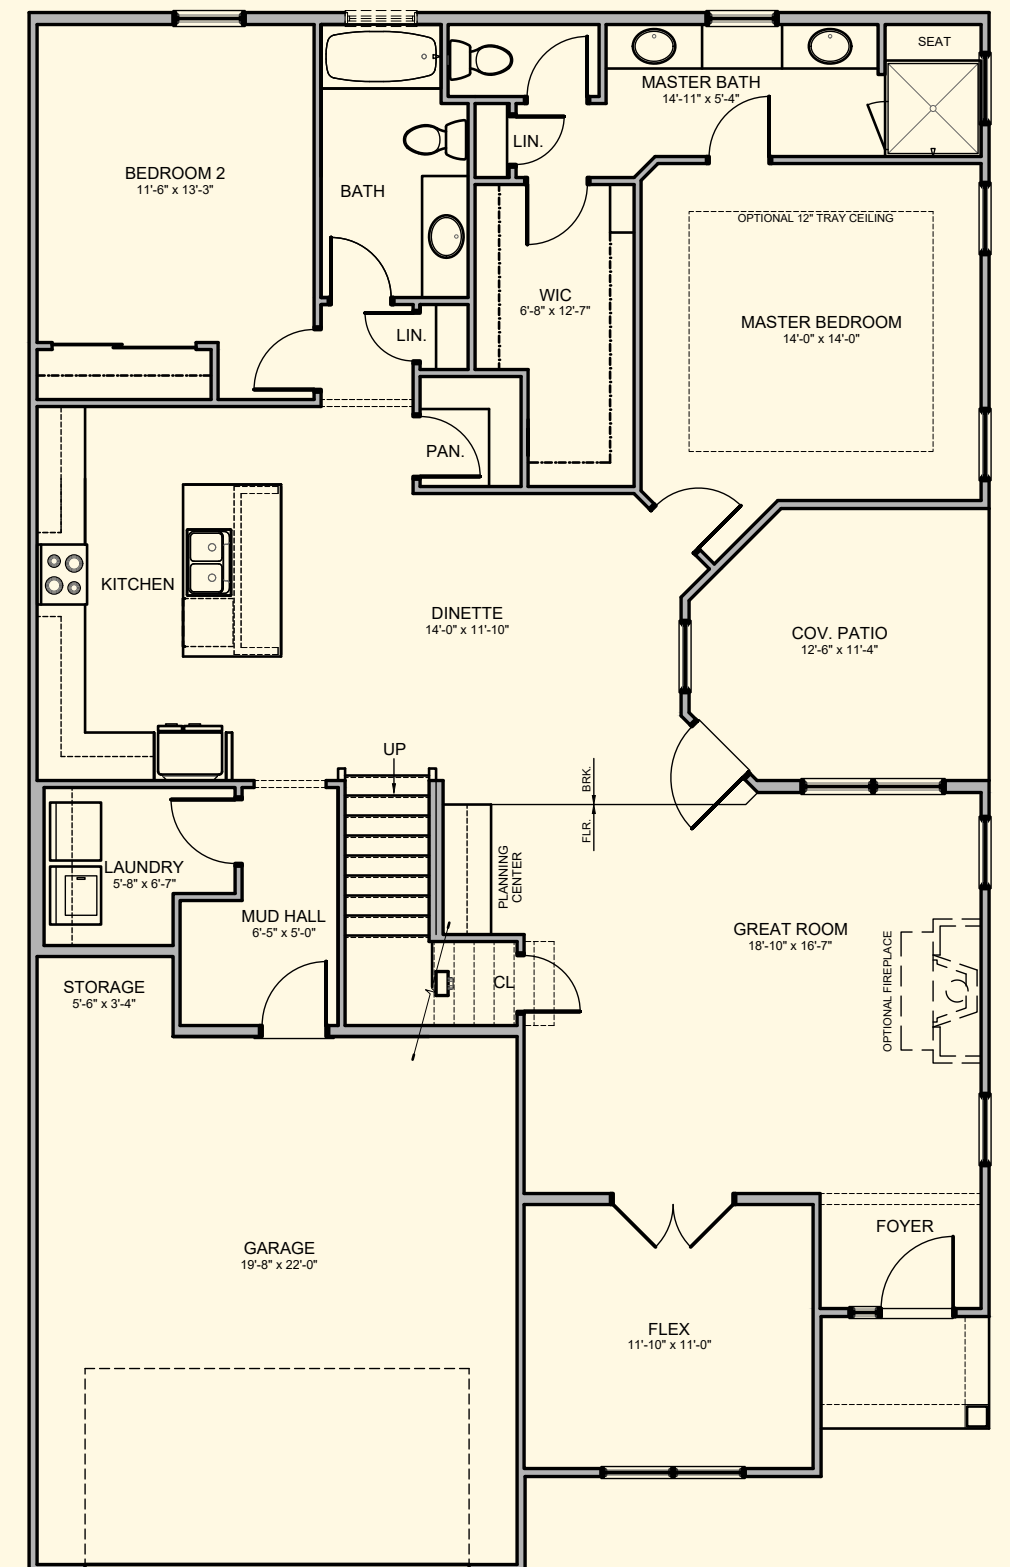 SEAT
MASTER BATH
14'-11" x 5'-4"
LIN.
BEDROOM 2
11'-6" x 13'-3"
BATH
OPTIONAL 12" TRAY CEILING
WIC
6'-8" x 12'-7"
MASTER BEDROOM
14'-0" x 14'-0"
LIN.
PAN.
KITCHEN
DINETTE
14'-0" x 11'-10"
COV. PATIO
12'-6" x 11'-4"
UP
BRK.
FLR.
PLANNING
CENTER
LAUNDRY
5'-8" x 6'-7"
MUD HALL
6'-5" x 5'-0"
GREAT ROOM
18'-10" x 16'-7"
OPTIONAL FIREPLACE
STORAGE
5'-6" x 3'-4"
CL
FOYER
GARAGE
19'-8" x 22'-0"
FLEX
11'-10" x 11'-0"